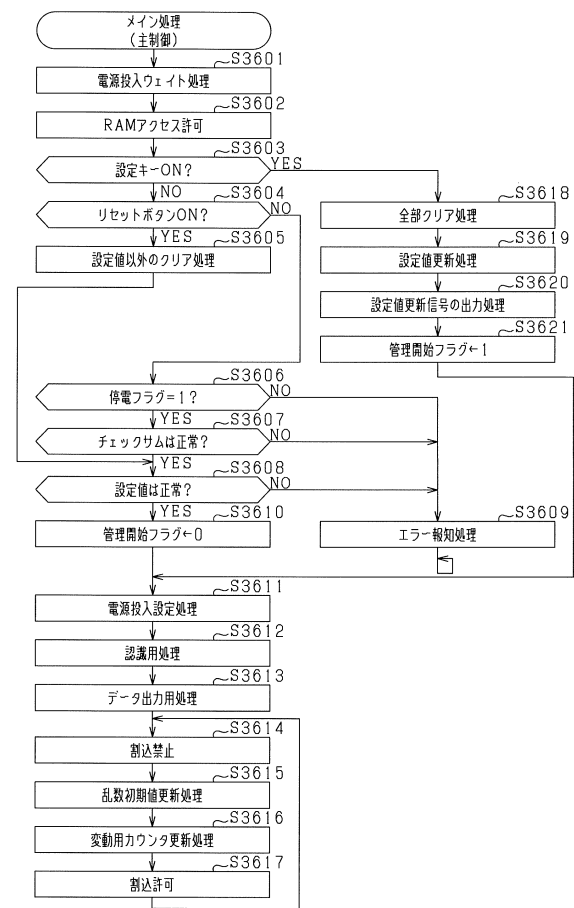 メイン処理
(主制御)
S3601
電源投入ウェイト処理
S3602
RAMアクセス許可
S3603
設定キーON?
YES
NO
S3604
リセットボタンON?
NO
YES
S3605
設定値以外のクリア処理
S3618
全部クリア処理
S3619
設定値更新処理
S3620
設定値更新信号の出力処理
S3621
管理開始フラグ←1
S3606
停電フラグ=1?
NO
YES
S3607
チェックサムは正常?
NO
YES
S3608
設定値は正常?
NO
YES
S3610
管理開始フラグ←0
S3609
エラー報知処理
S3611
電源投入設定処理
S3612
認識用処理
S3613
データ出力用処理
S3614
割込禁止
S3615
乱数初期値更新処理
S3616
変動用カウンタ更新処理
S3617
割込許可